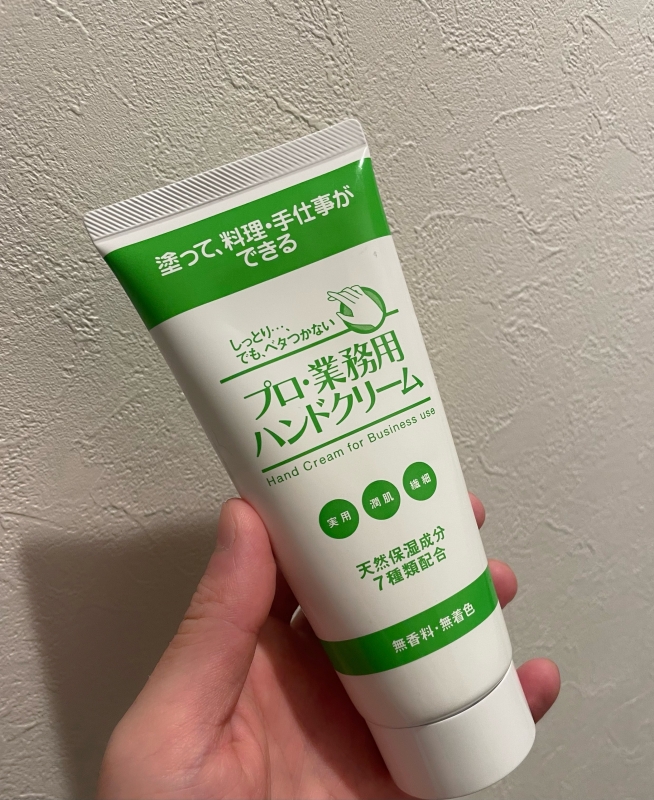 塗って、料理・手仕事が
できる
しっとり…、
でも、ベタつかない
プロ・業務用
ハンドクリーム
Hand Cream for Business use
実用 潤肌 繊細
天然保湿成分
7種類配合
無香料・無着色